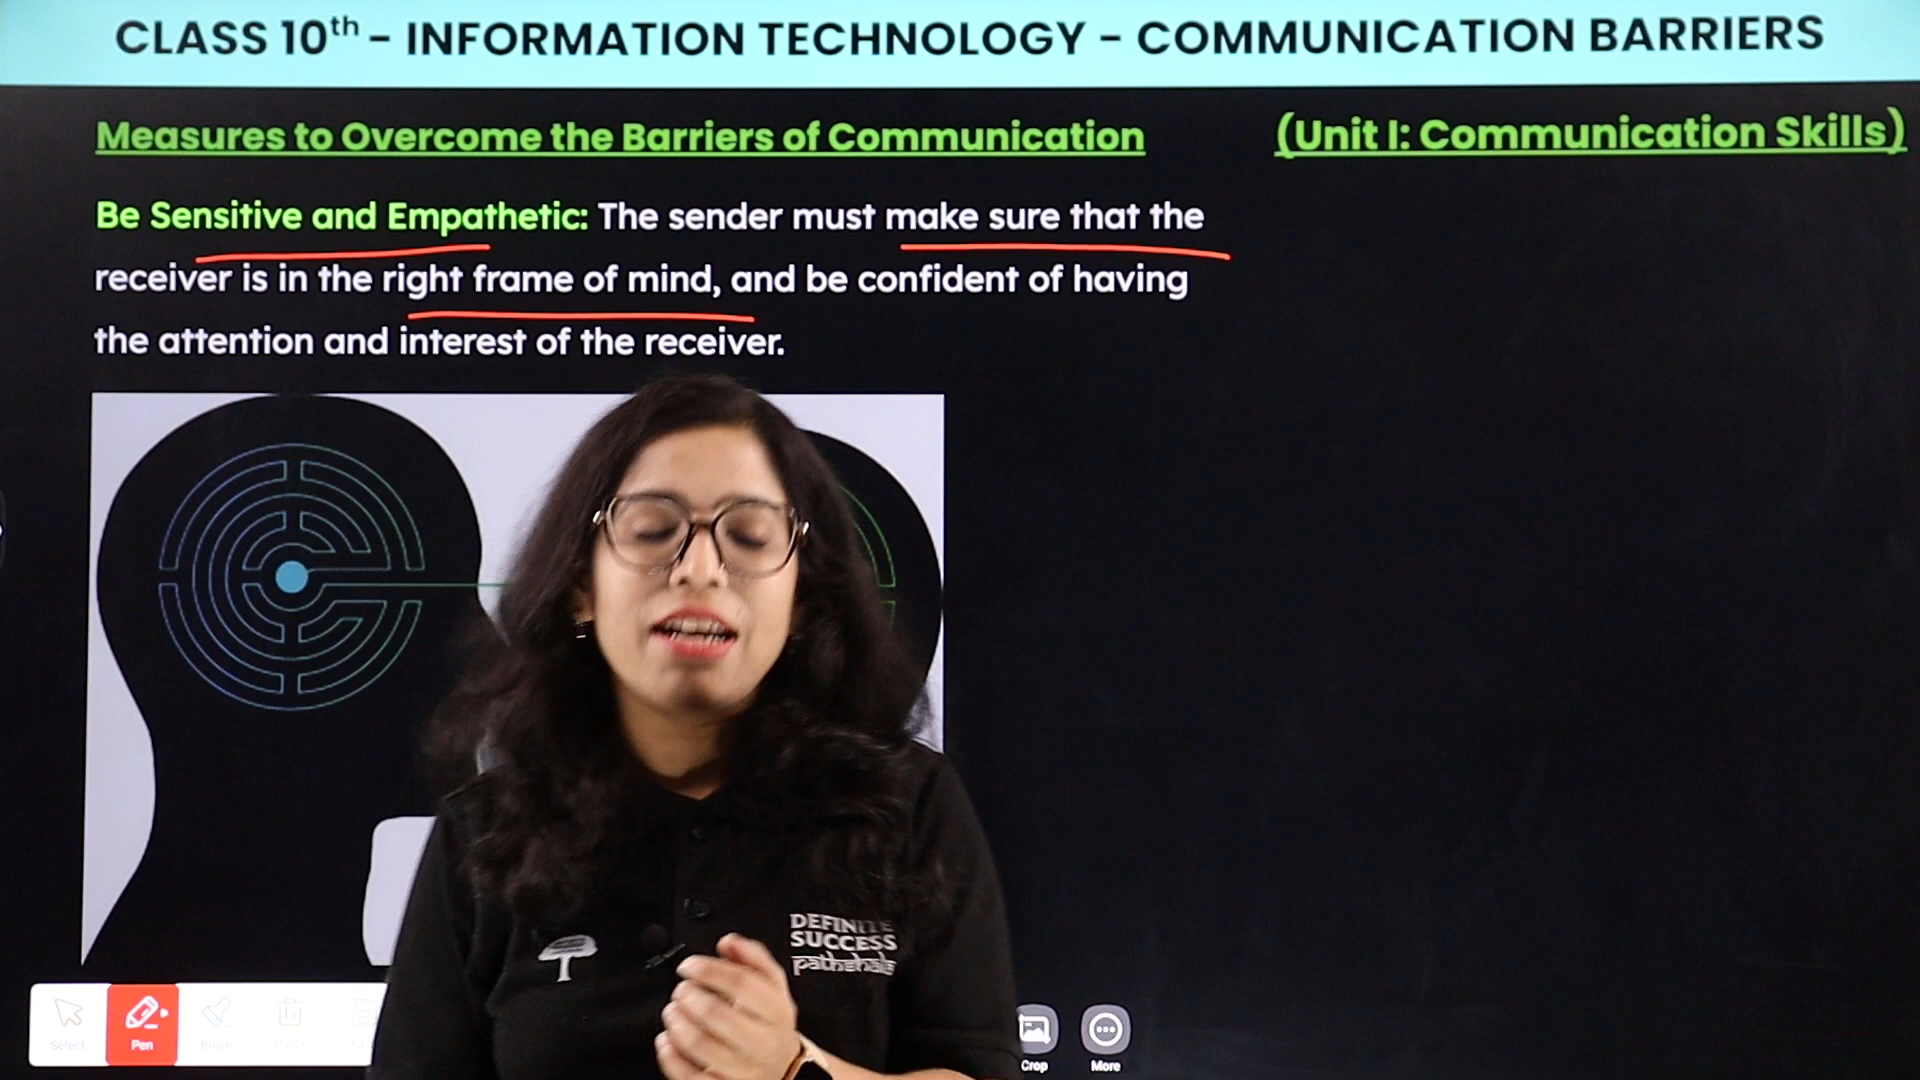 CLASS 10th - INFORMATION TECHNOLOGY - COMMUNICATION BARRIERS
Measures to Overcome the Barriers of Communication (Unit I: Communication Skills)
Be Sensitive and Empathetic: The sender must make sure that the
receiver is in the right frame of mind, and be confident of having
the attention and interest of the receiver.
DEFINITE
SUCCESS
pathshala
Select Pen Brush Crop More